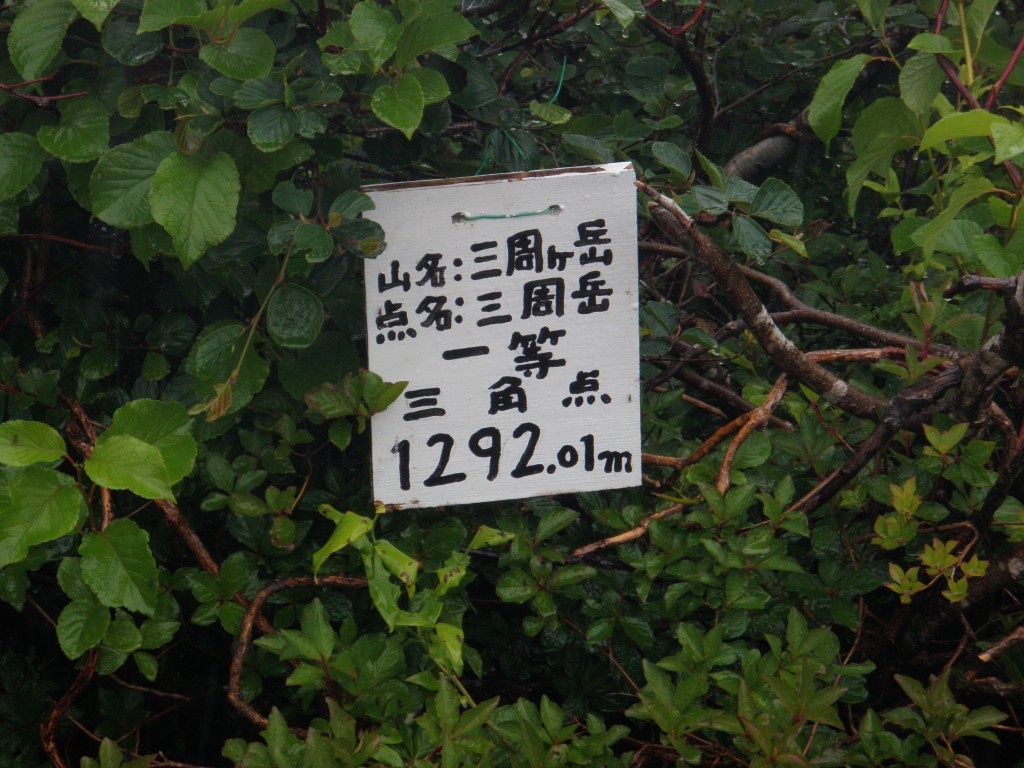 山名:三周ヶ岳
点名:三周岳
一等
三角点
1292.01m